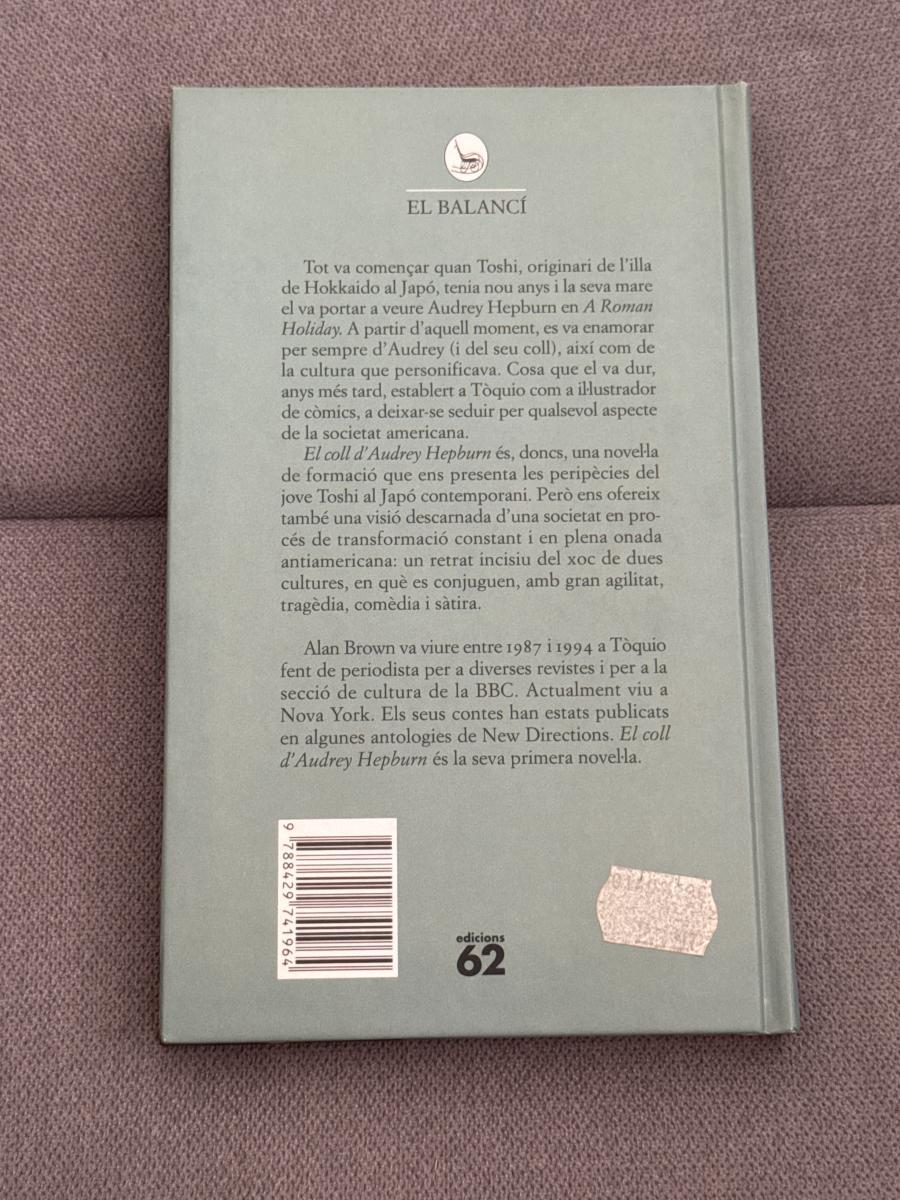 EL BALANCÍ
Tot va començar quan Toshi, originari de l'illa
de Hokkaido al Japó, tenia nou anys i la seva mare
el va portar a veure Audrey Hepburn en A Roman
Holiday. A partir d'aquell moment, es va enamorar
per sempre d'Audrey (i del seu coll), així com de
la cultura que personificava. Cosa que el va dur,
anys més tard, establert a Tòquio com a il·lustrador
de còmics, a deixar-se seduir per qualsevol aspecte
de la societat americana.
El coll d'Audrey Hepburn és, doncs, una novel·la
de formació que ens presenta les peripècies del
jove Toshi al Japó contemporani. Però ens ofereix
també una visió descarnada d'una societat en pro-
cés de transformació constant i en plena onada
antiamericana: un retrat incisiu del xoc de dues
cultures, en què es conjuguen, amb gran agilitat,
tragèdia, comèdia i sàtira.
Alan Brown va viure entre 1987 i 1994 a Tòquio
fent de periodista per a diverses revistes i per a la
secció de cultura de la BBC. Actualment viu a
Nova York. Els seus contes han estats publicats
en algunes antologies de New Directions. El coll
d'Audrey Hepburn és la seva primera novel·la.
9 788429 741964
edicions
62